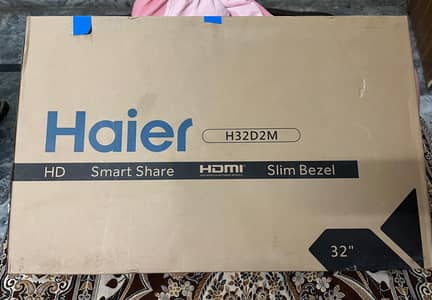 Haier
H32D2M
HD Smart Share HDMI Slim Bezel
32"